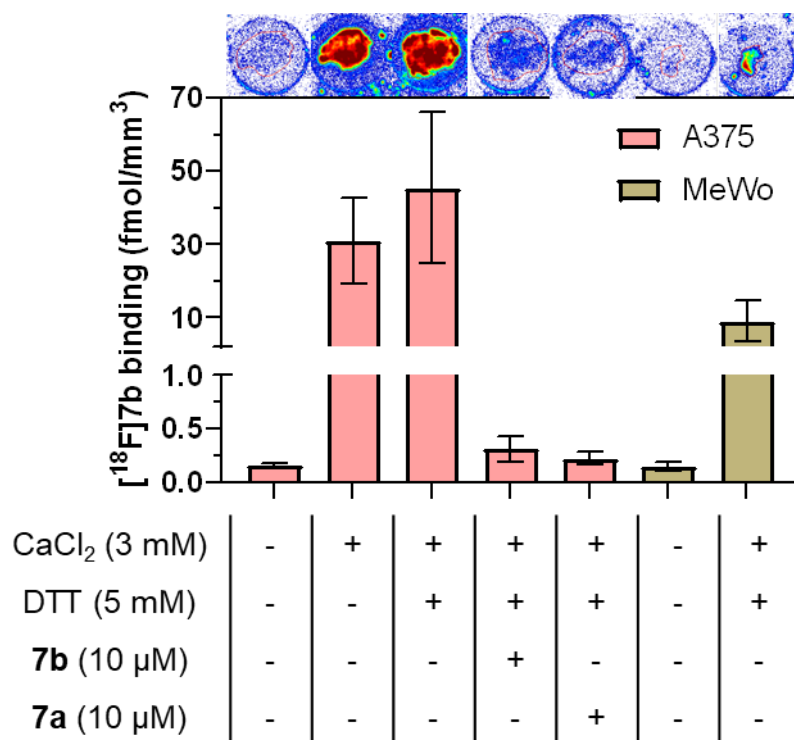 70
50
30
10
1.0
0.5
0.0
[¹⁸F]7b binding (fmol/mm³)
A375
MeWo
CaCl₂ (3 mM) - + + + + - +
DTT (5 mM) - - + + + - +
7b (10 µM) - - - + - - -
7a (10 µM) - - - - + - -